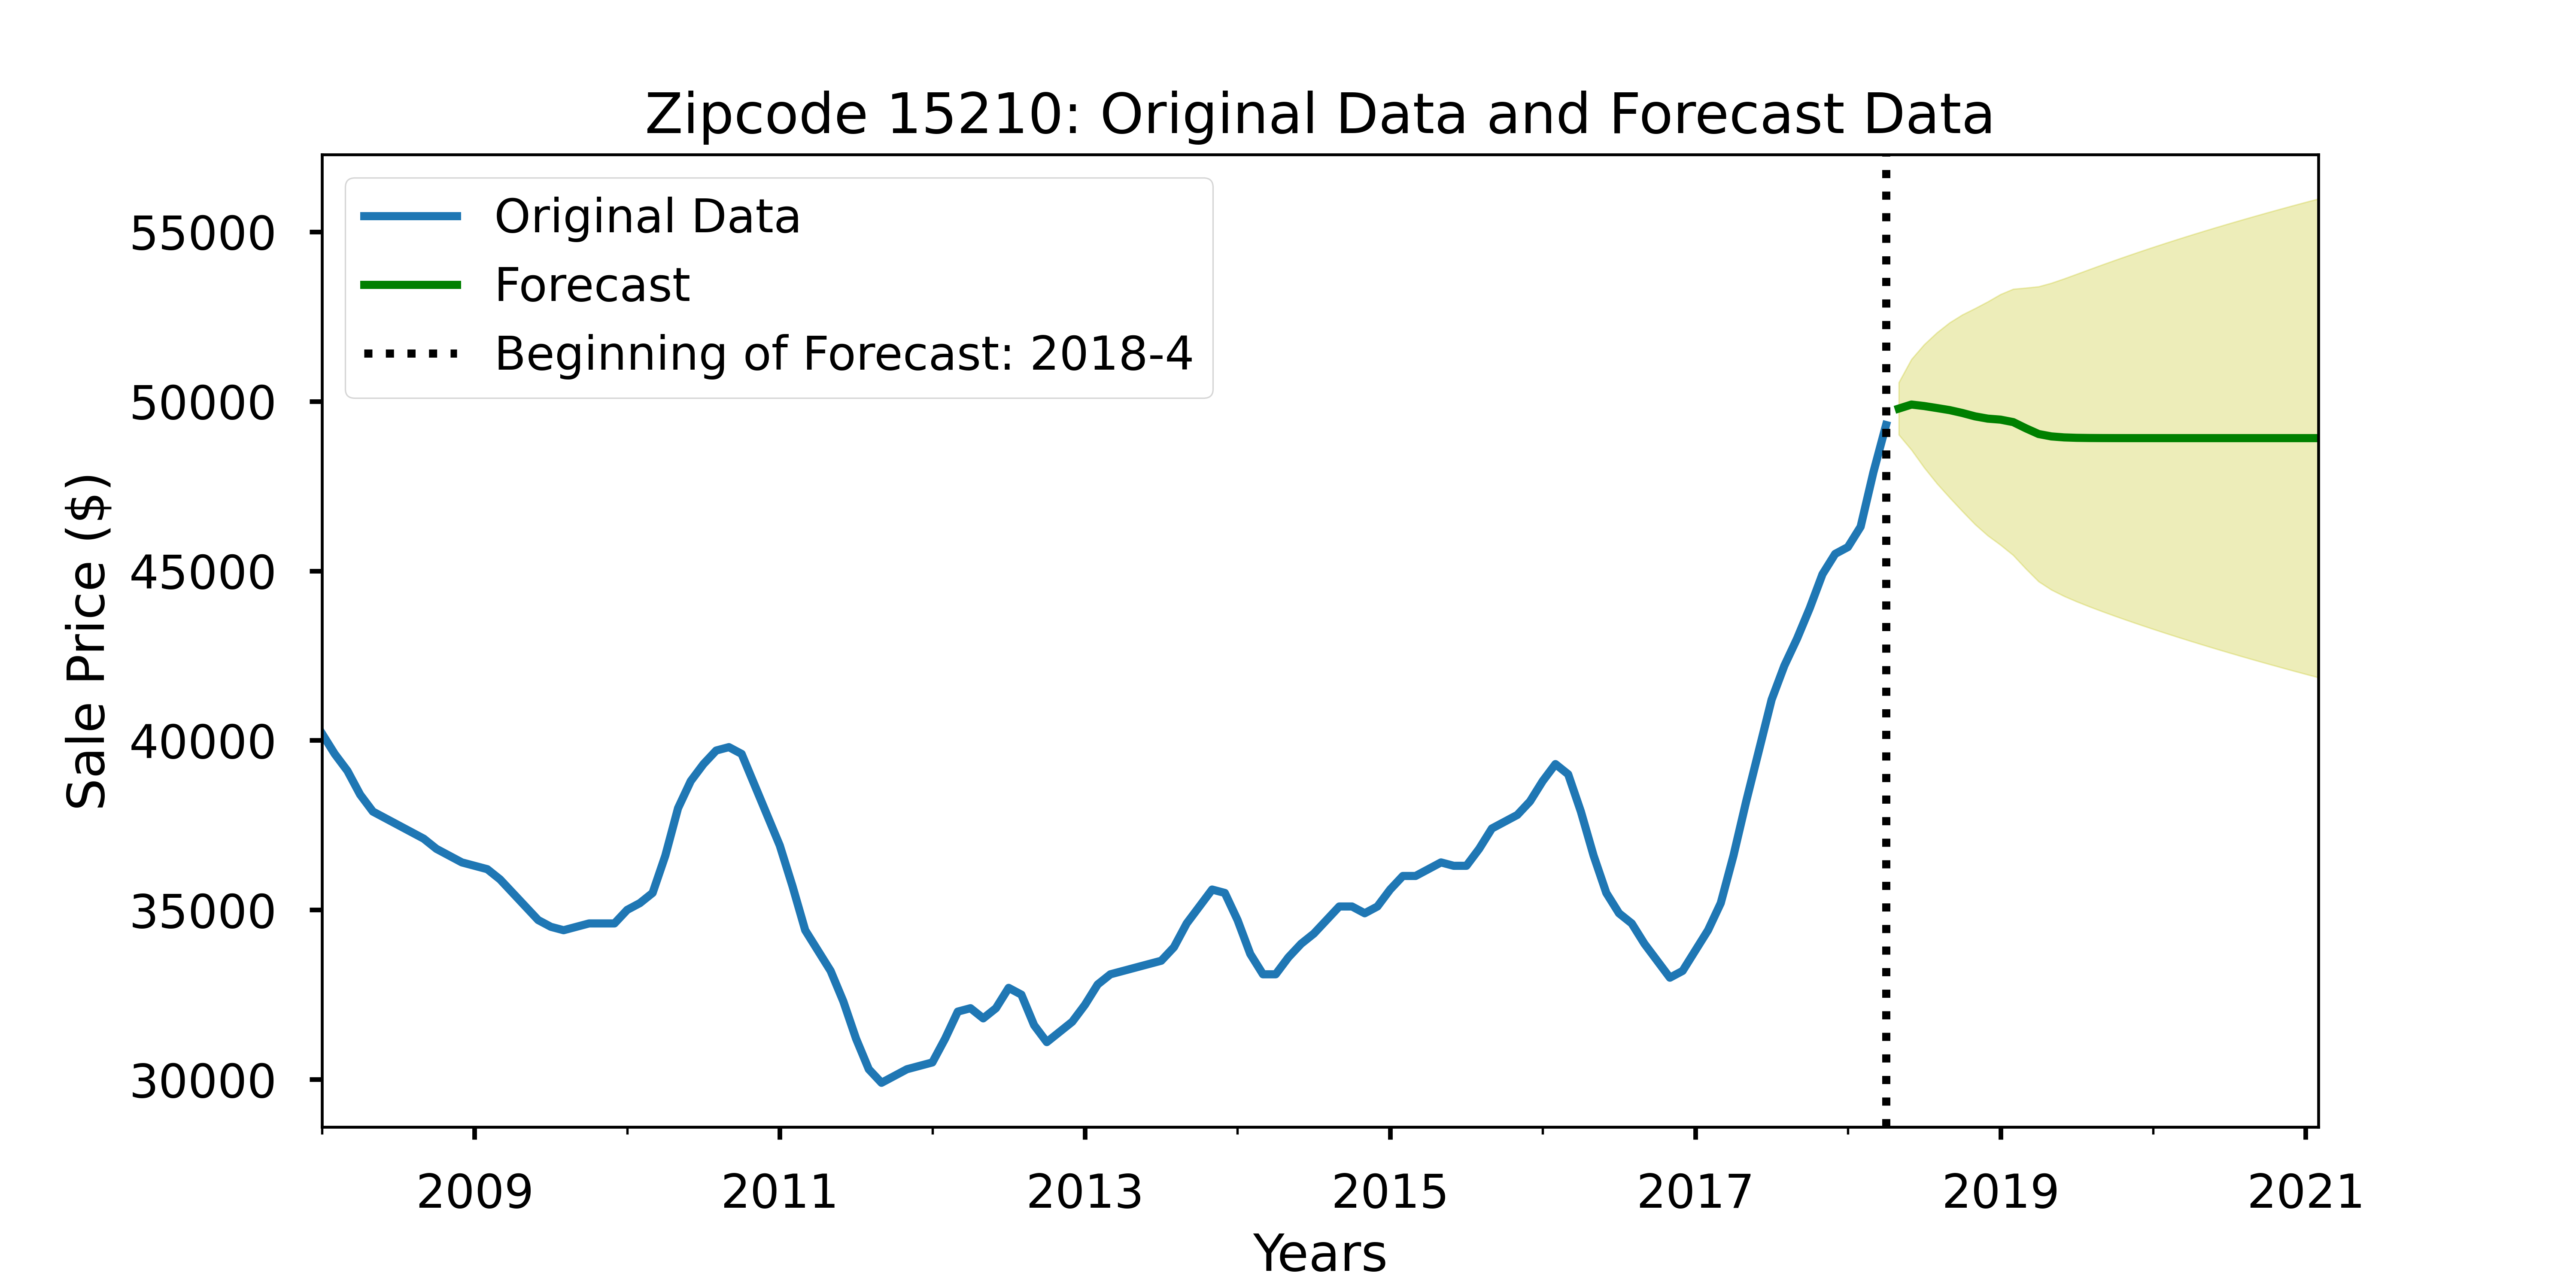 Zipcode 15210: Original Data and Forecast Data
Original Data
Forecast
Beginning of Forecast: 2018-4
Sale Price ($)
55000
50000
45000
40000
35000
30000
2009 2011 2013 2015 2017 2019 2021
Years